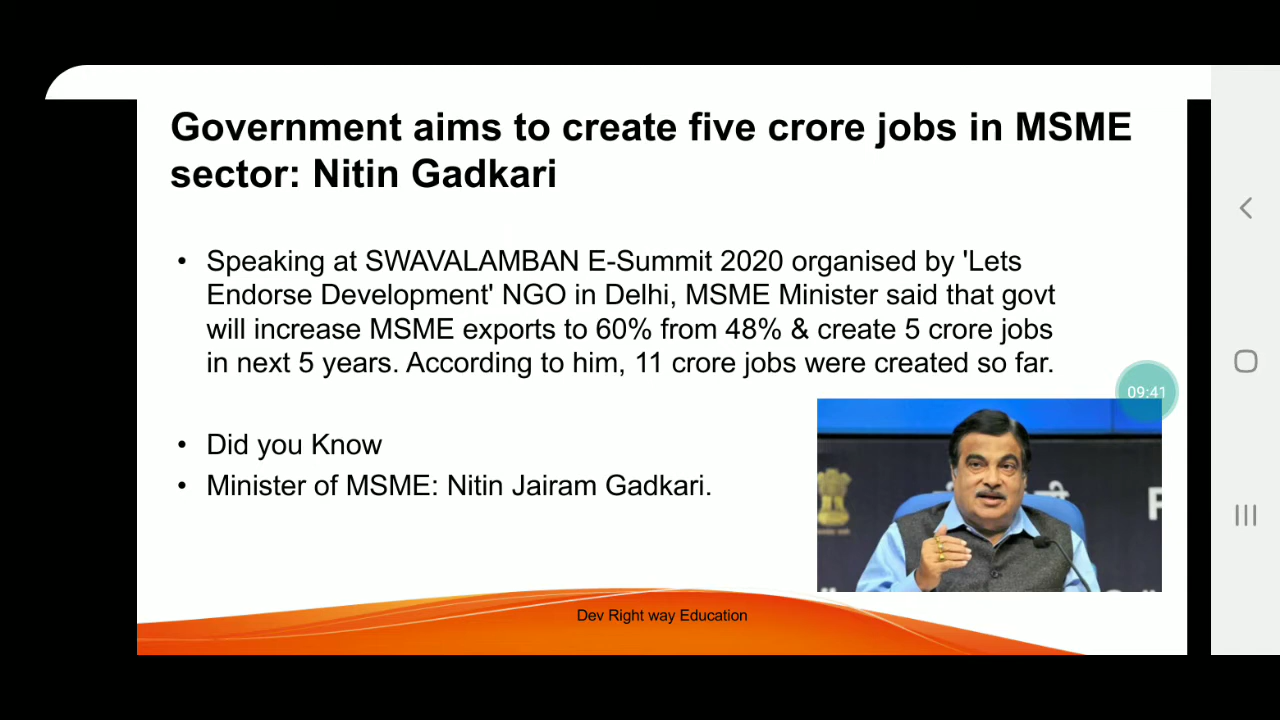 Government aims to create five crore jobs in MSME
sector: Nitin Gadkari
• Speaking at SWAVALAMBAN E-Summit 2020 organised by 'Lets
Endorse Development' NGO in Delhi, MSME Minister said that govt
will increase MSME exports to 60% from 48% & create 5 crore jobs
in next 5 years. According to him, 11 crore jobs were created so far.
09:41
• Did you Know
• Minister of MSME: Nitin Jairam Gadkari.
Dev Right way Education